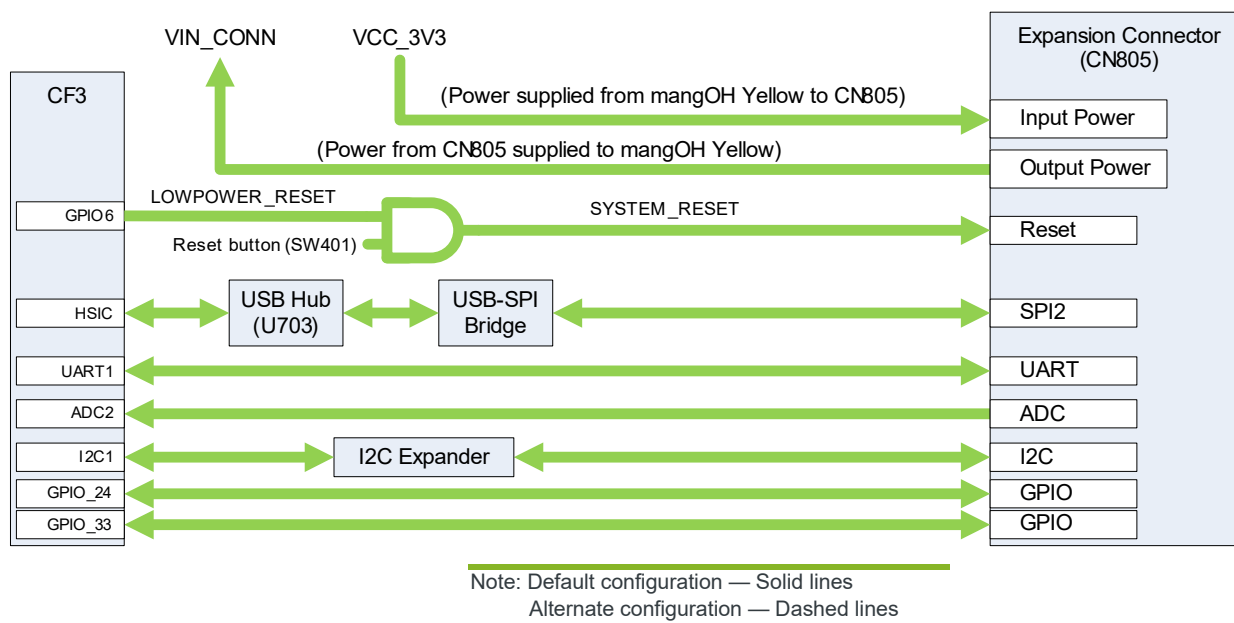 VIN_CONN
VCC_3V3
Expansion Connector
(CN805)
CF3
(Power supplied from mangOH Yellow to CN805)
Input Power
(Power from CN805 supplied to mangOH Yellow)
Output Power
LOWPOWER_RESET
GPIO6
SYSTEM_RESET
Reset
Reset button (SW401)
HSIC
USB Hub
(U703)
USB-SPI
Bridge
SPI2
UART1
UART
ADC2
ADC
I2C1
I2C Expander
I2C
GPIO_24
GPIO
GPIO_33
GPIO
Note: Default configuration — Solid lines
Alternate configuration — Dashed lines